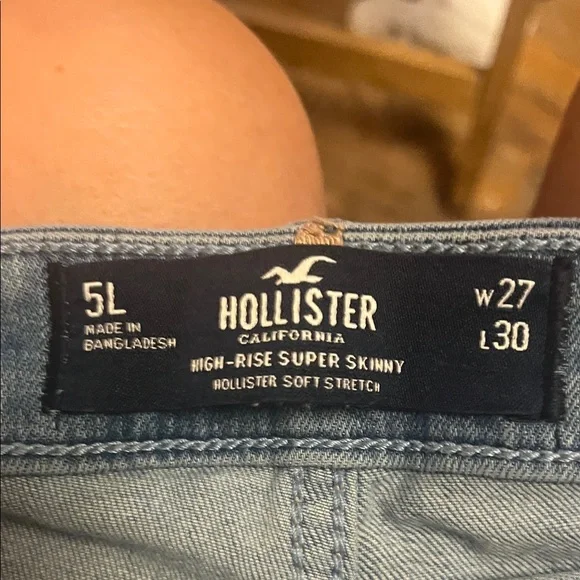 5L
MADE IN
BANGLADESH
HOLLISTER
CALIFORNIA
HIGH-RISE SUPER SKINNY
HOLLISTER SOFT STRETCH
W27
L30